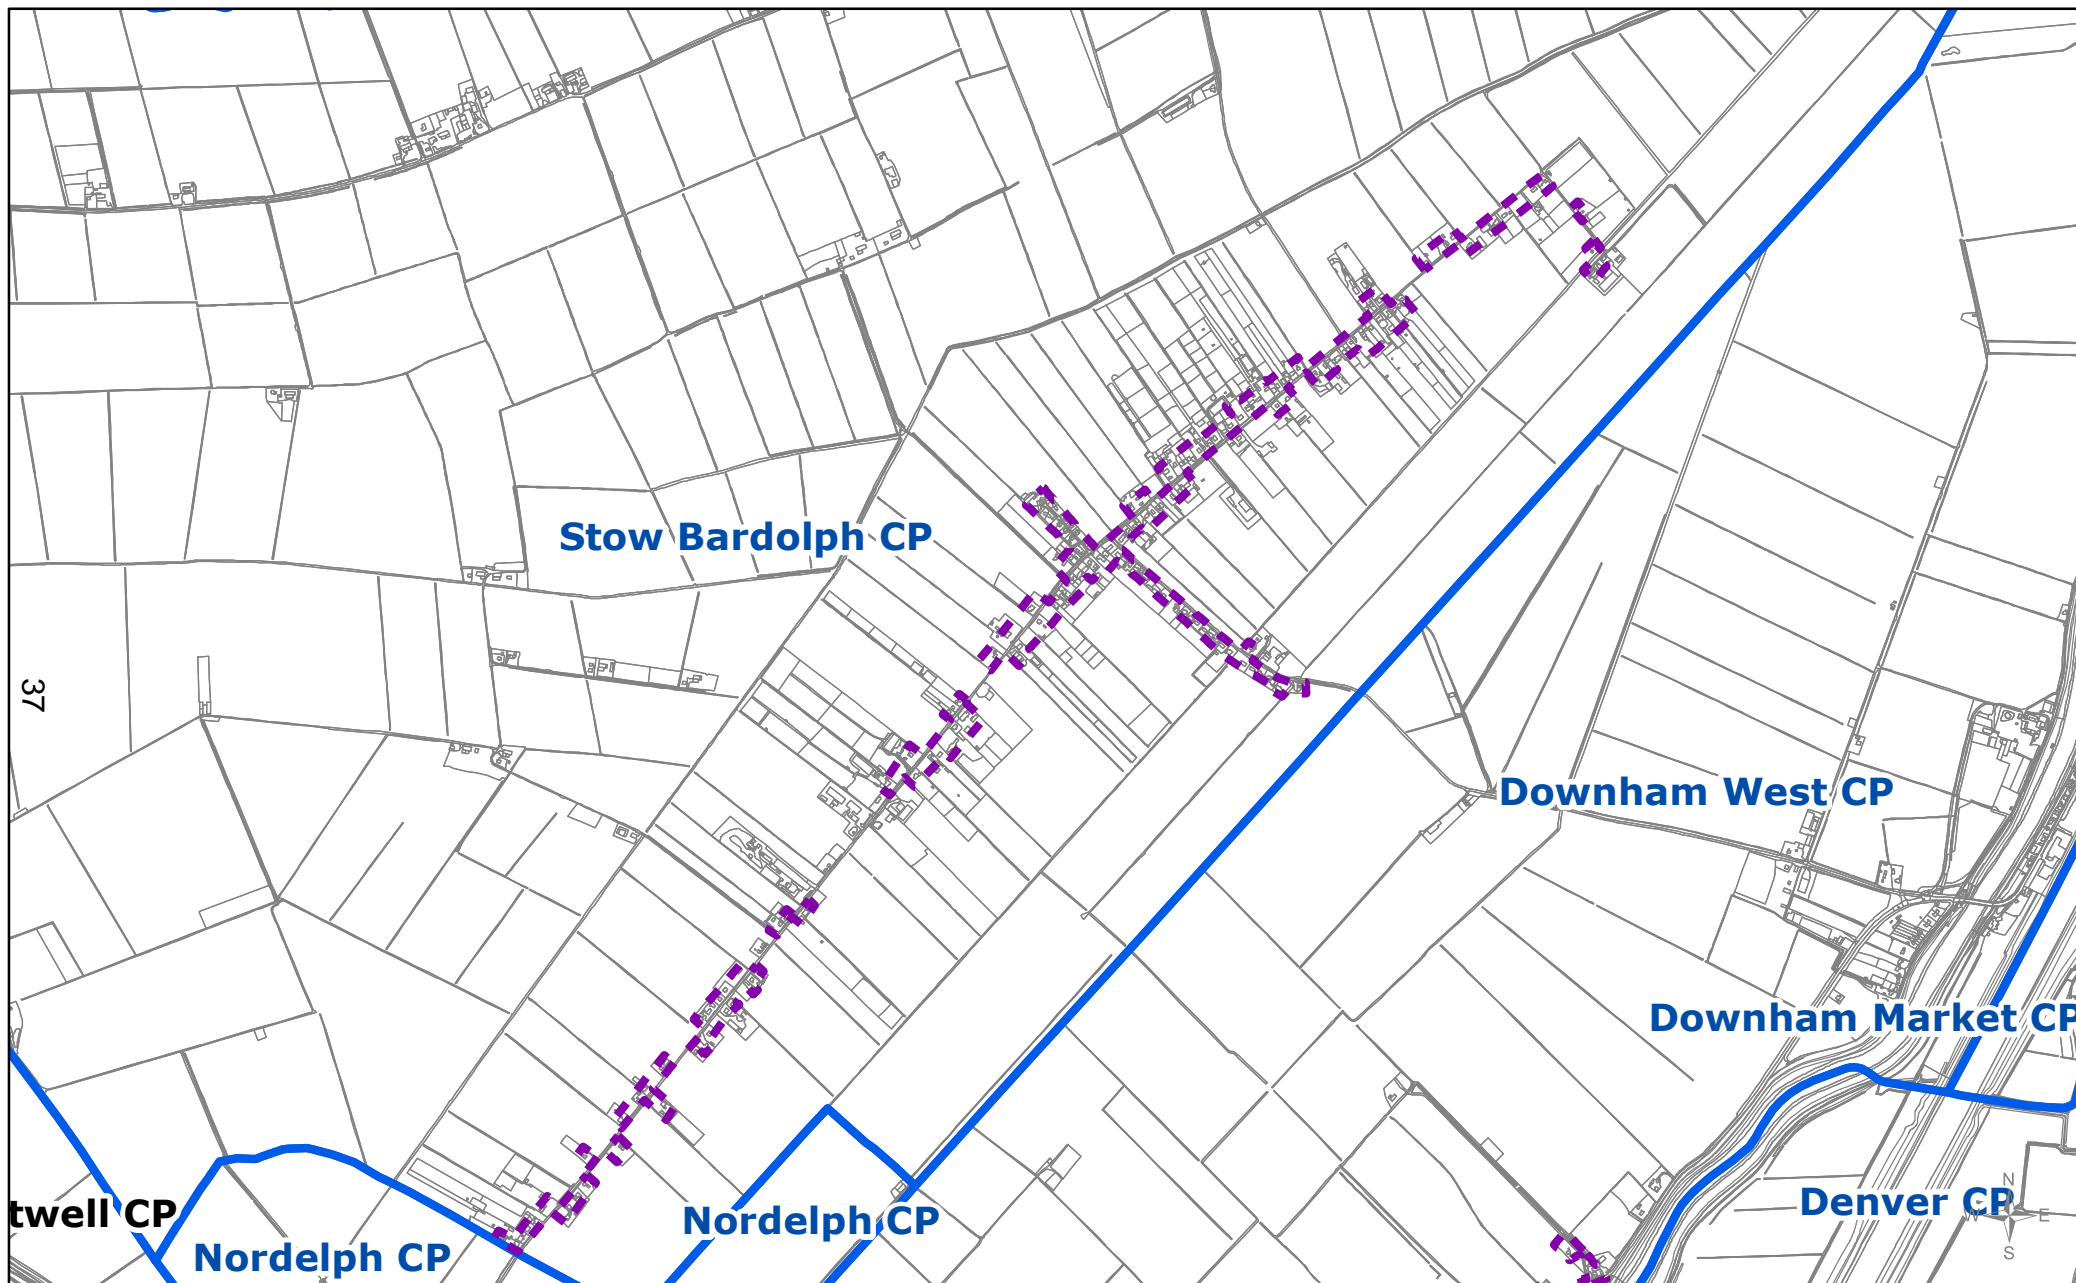 Stow Bardolph CP
37
Downham West CP
Downham Market CP
twell CP
Nordelph CP
Nordelph CP
Denver CP
N
W
E
S